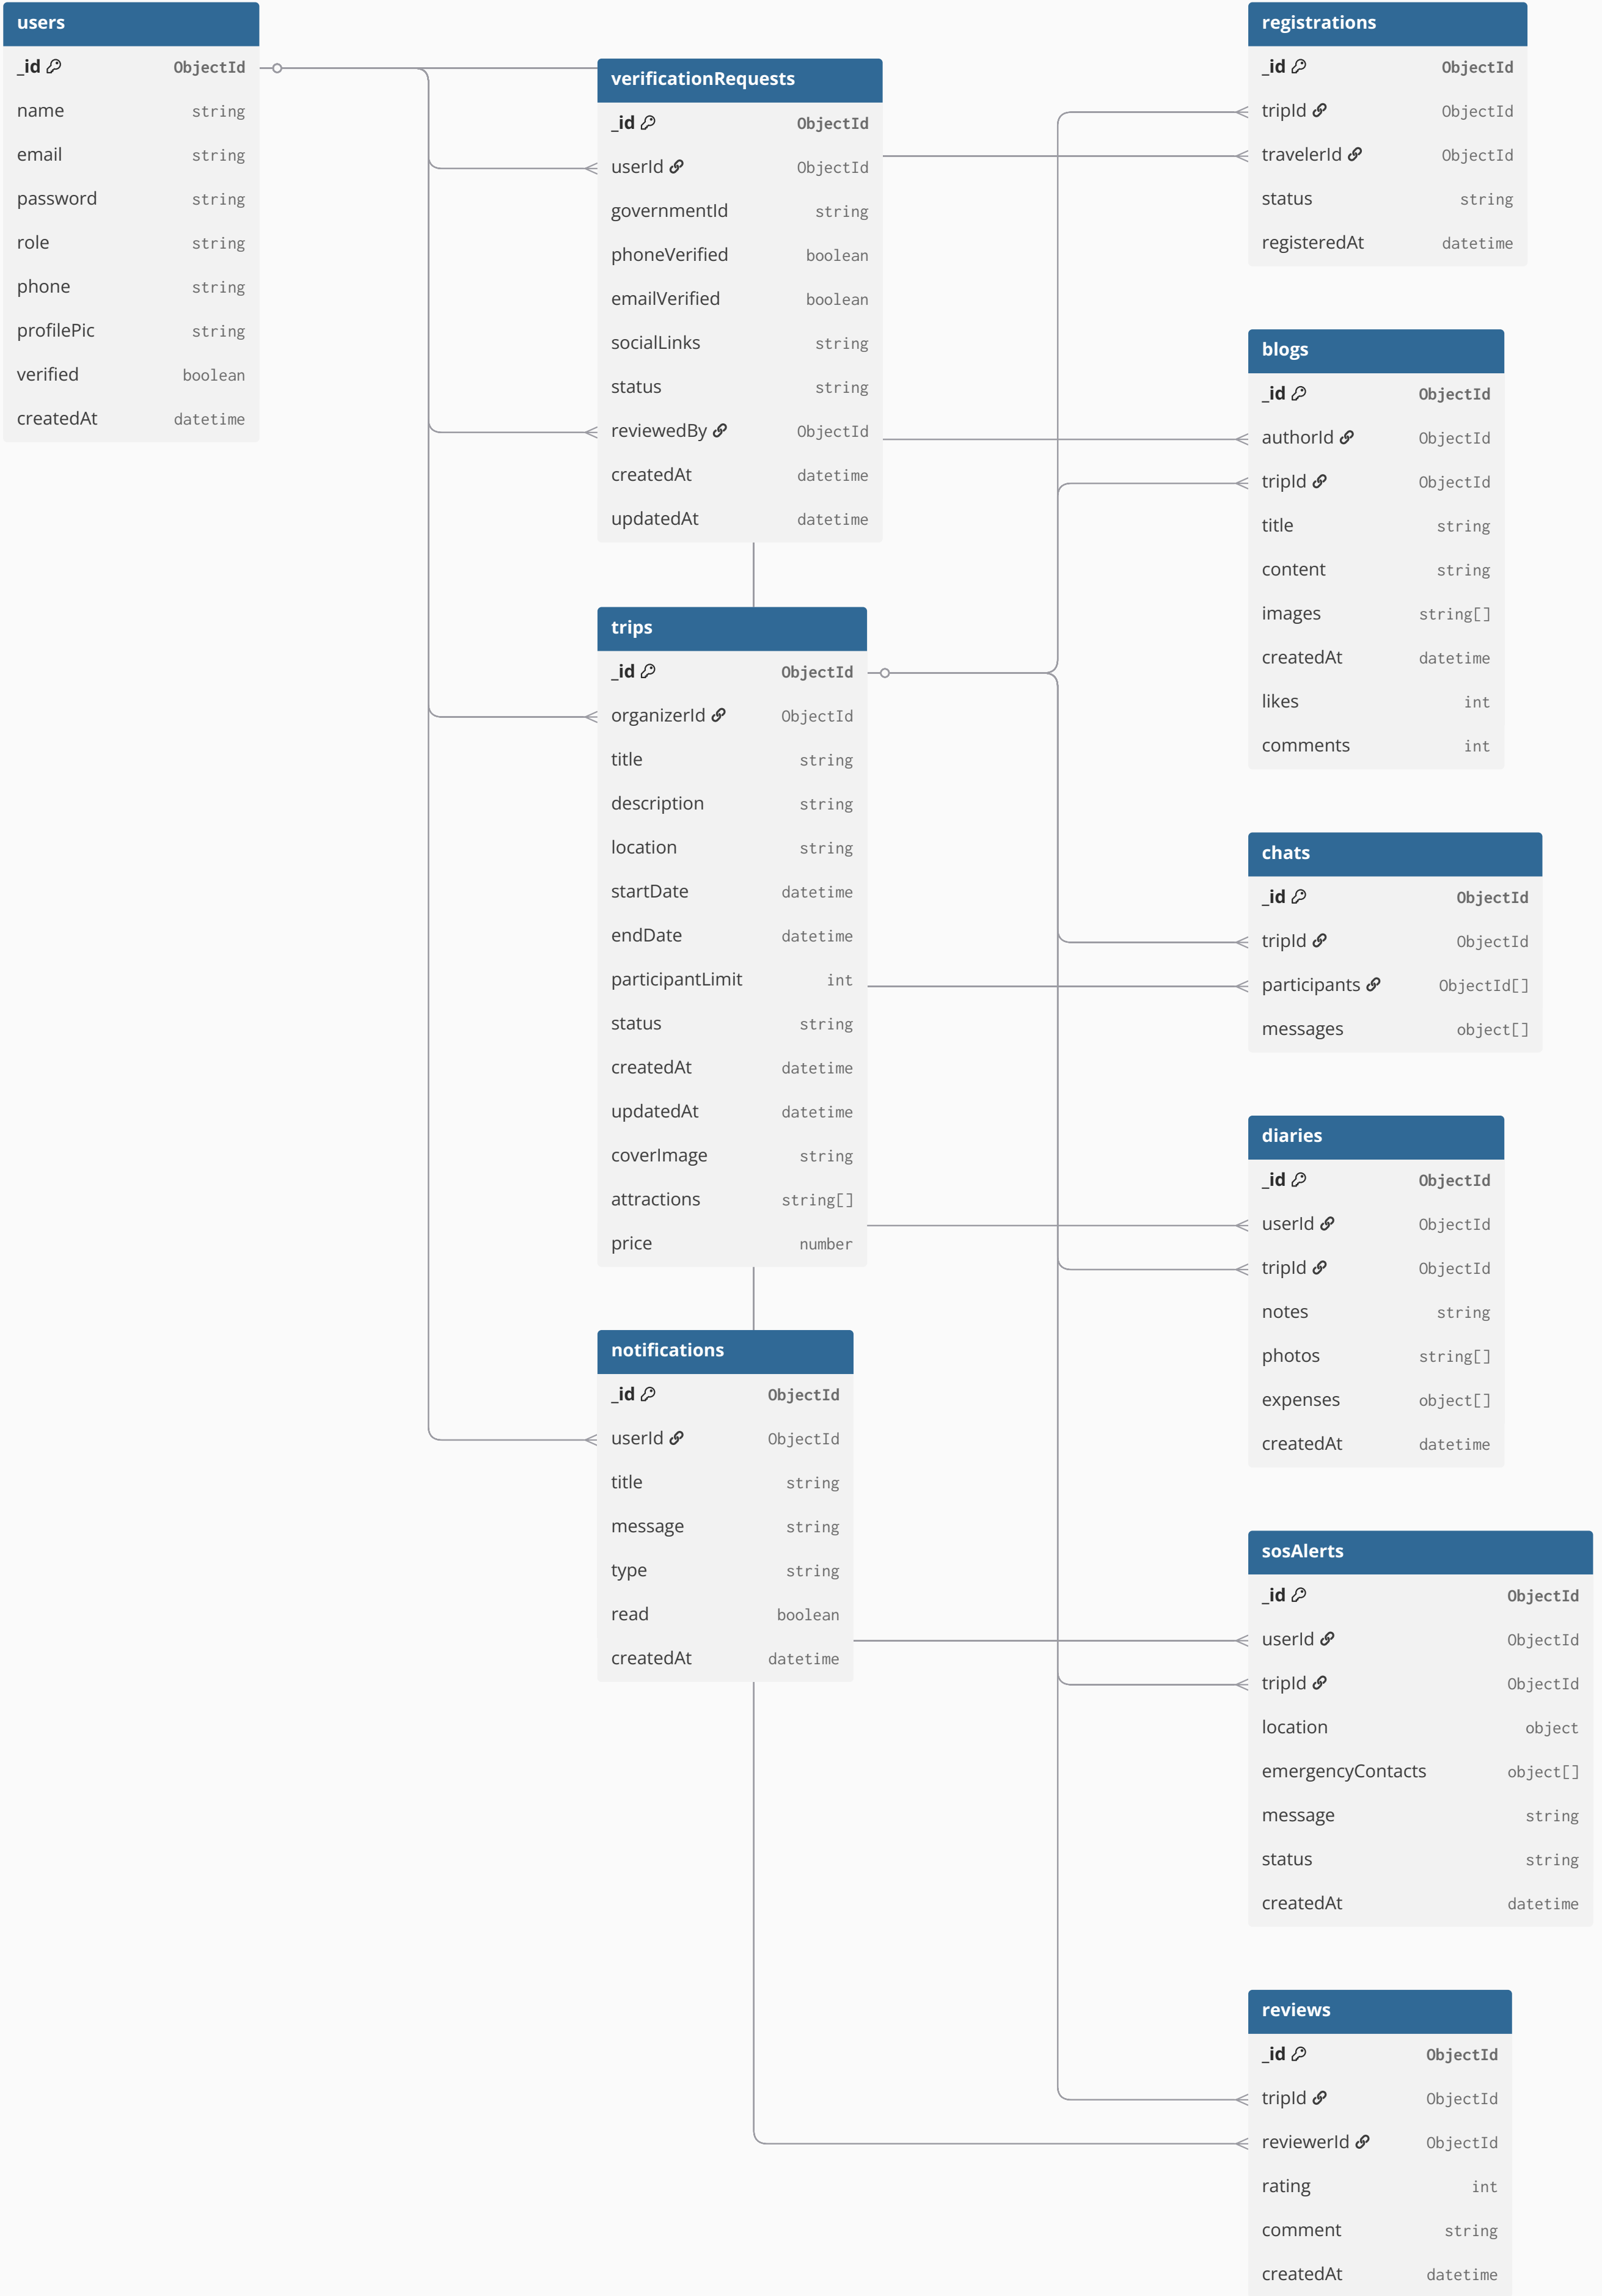 users
_id ObjectId
name string
email string
password string
role string
phone string
profilePic string
verified boolean
createdAt datetime
verificationRequests
_id ObjectId
userId ObjectId
governmentId string
phoneVerified boolean
emailVerified boolean
socialLinks string
status string
reviewedBy ObjectId
createdAt datetime
updatedAt datetime
trips
_id ObjectId
organizerId ObjectId
title string
description string
location string
startDate datetime
endDate datetime
participantLimit int
status string
createdAt datetime
updatedAt datetime
coverImage string
attractions string[]
price number
notifications
_id ObjectId
userId ObjectId
title string
message string
type string
read boolean
createdAt datetime
registrations
_id ObjectId
tripId ObjectId
travelerId ObjectId
status string
registeredAt datetime
blogs
_id ObjectId
authorId ObjectId
tripId ObjectId
title string
content string
images string[]
createdAt datetime
likes int
comments int
chats
_id ObjectId
tripId ObjectId
participants ObjectId[]
messages object[]
diaries
_id ObjectId
userId ObjectId
tripId ObjectId
notes string
photos string[]
expenses object[]
createdAt datetime
sosAlerts
_id ObjectId
userId ObjectId
tripId ObjectId
location object
emergencyContacts object[]
message string
status string
createdAt datetime
reviews
_id ObjectId
tripId ObjectId
reviewerId ObjectId
rating int
comment string
createdAt datetime